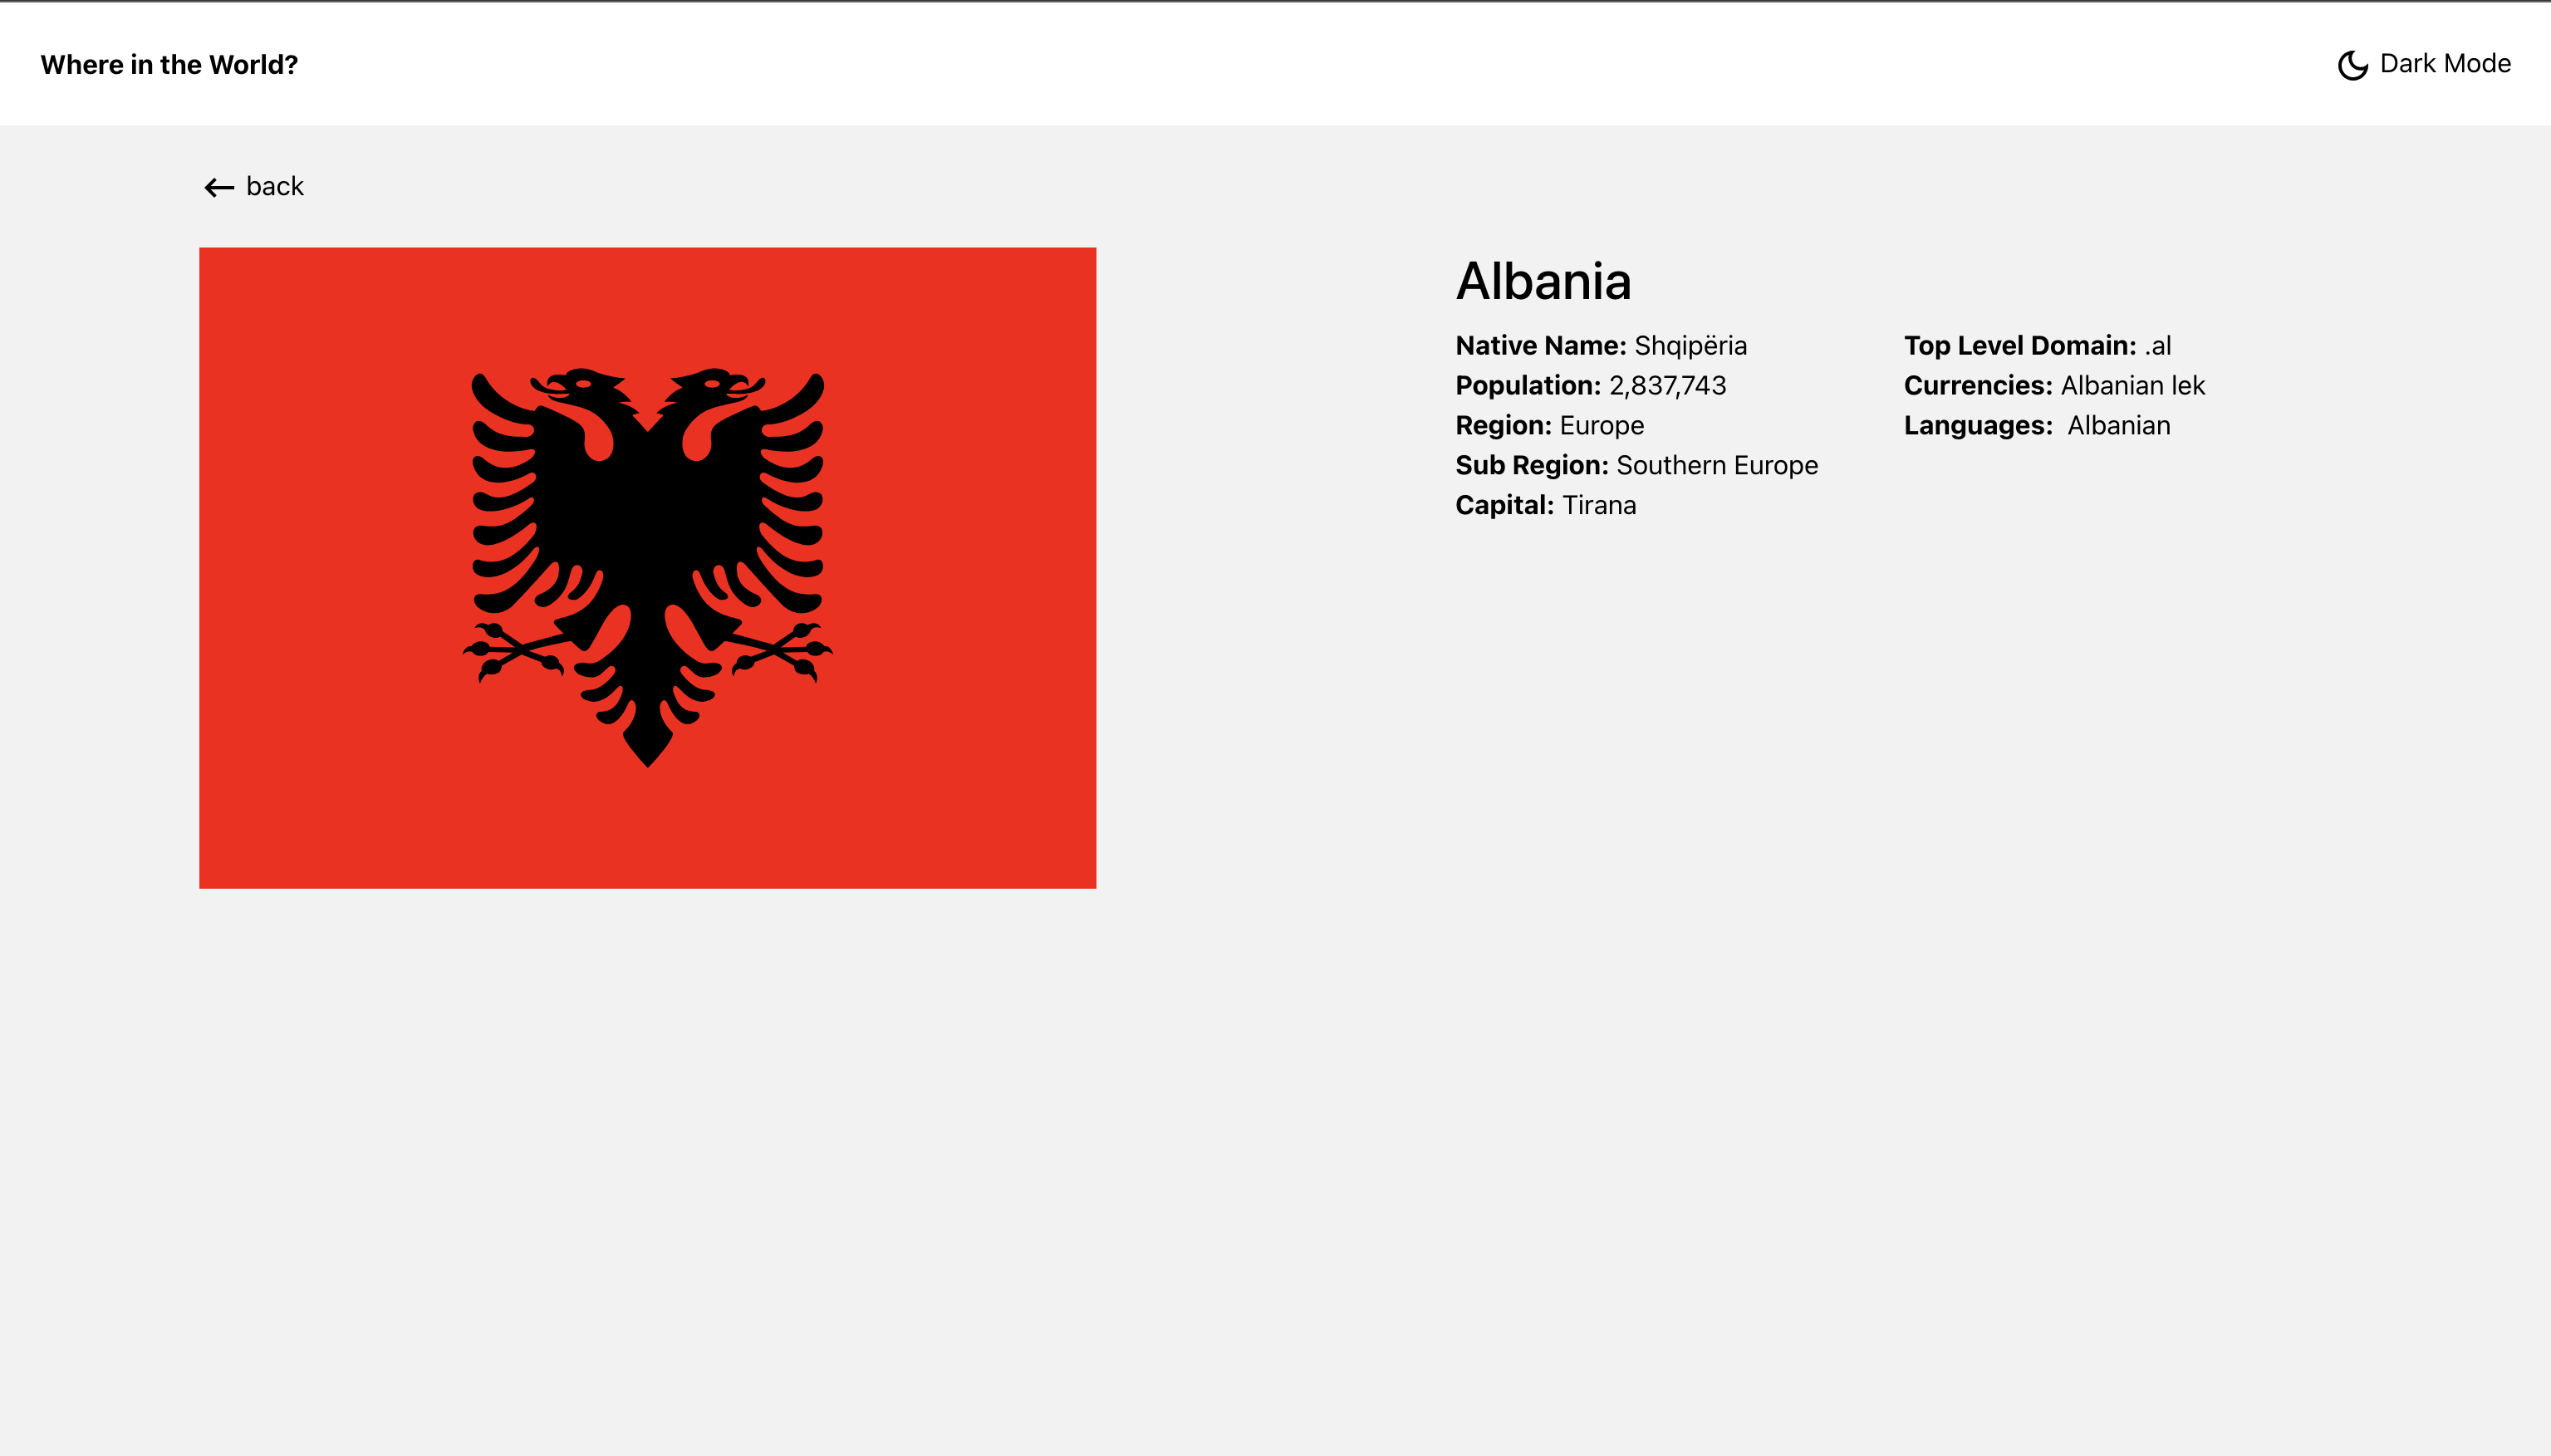 Where in the World?
Dark Mode
back
Albania
Native Name: Shqipëria
Population: 2,837,743
Region: Europe
Sub Region: Southern Europe
Capital: Tirana
Top Level Domain: .al
Currencies: Albanian lek
Languages: Albanian